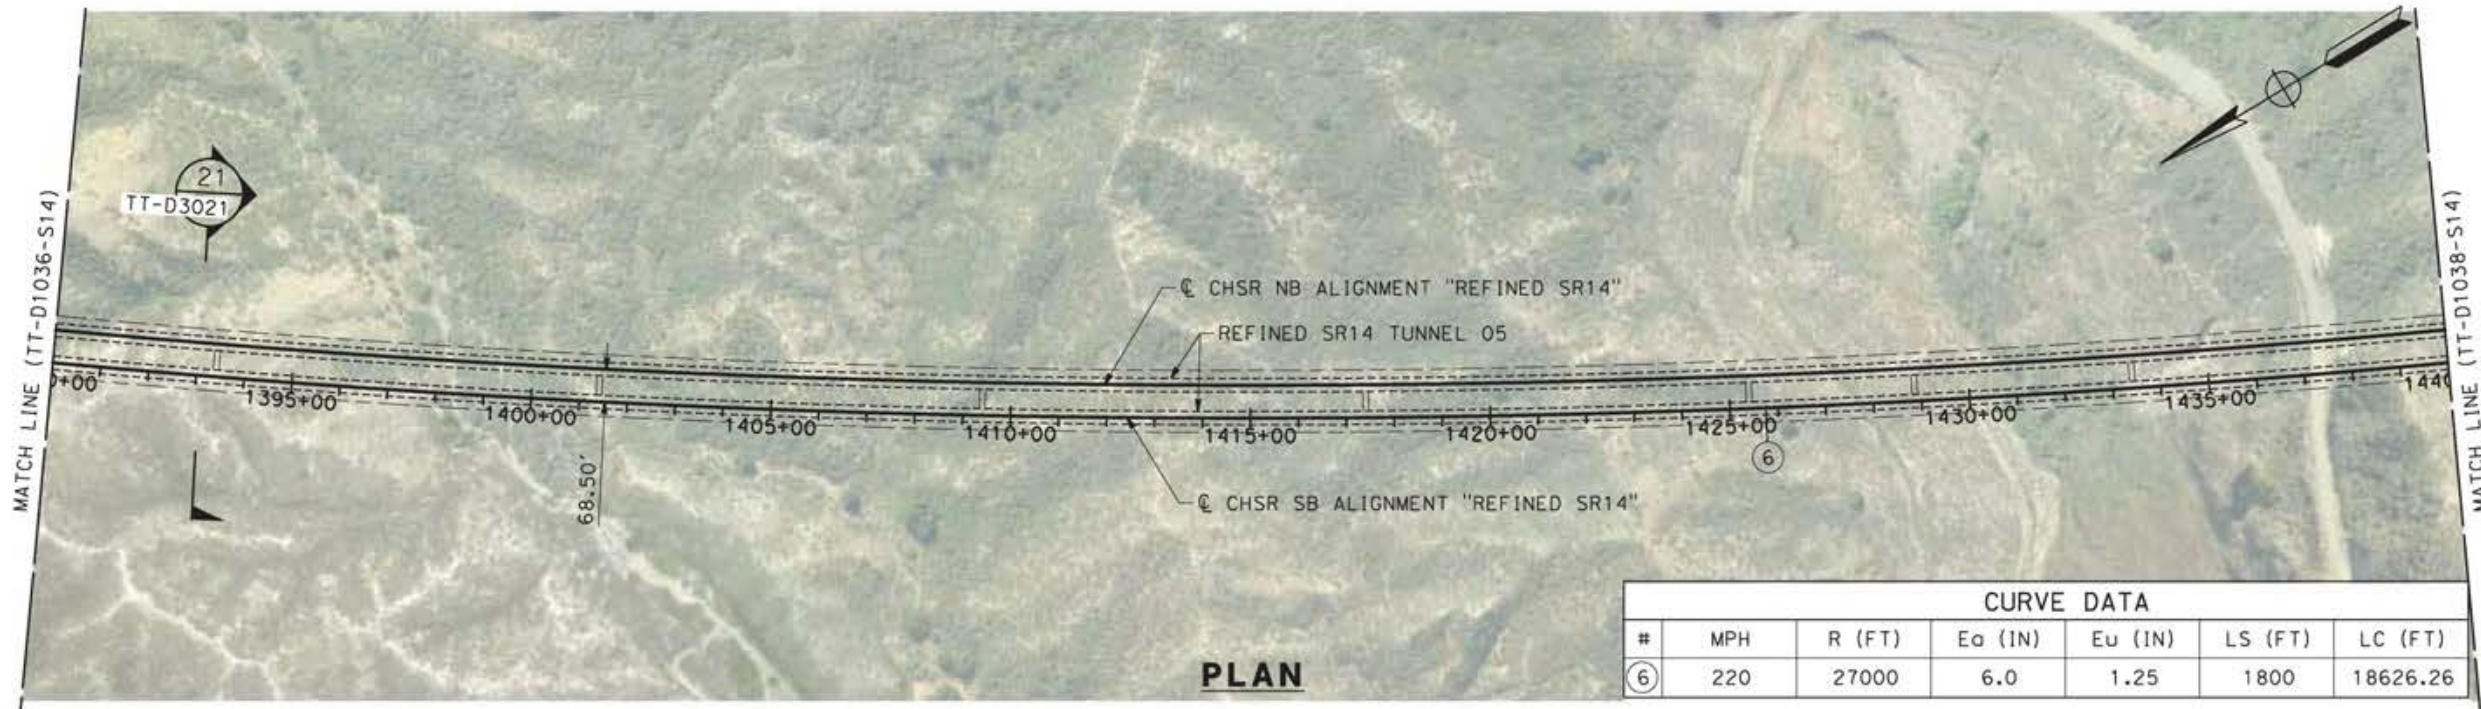 MATCH LINE (TT-D1036-S14)
21
TT-D3021
℄ CHSR NB ALIGNMENT "REFINED SR14"
REFINED SR14 TUNNEL 05
0+00
1395+00
1400+00
1405+00
1410+00
1415+00
1420+00
1425+00
1430+00
1435+00
1440
6
68.50'
℄ CHSR SB ALIGNMENT "REFINED SR14"
MATCH LINE (TT-D1038-S14)
PLAN
CURVE DATA
# MPH R (FT) Ea (IN) Eu (IN) LS (FT) LC (FT)
6 220 27000 6.0 1.25 1800 18626.26